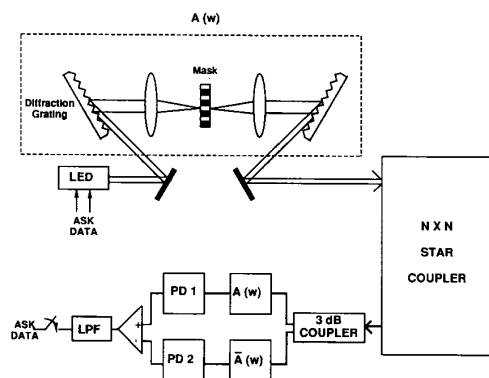 A (w)
Mask
Diffraction
Grating
LED
ASK
DATA
N X N
STAR
COUPLER
PD 1
A (w)
3 dB
COUPLER
ASK
DATA
LPF
+
-
PD 2
Ā (w)